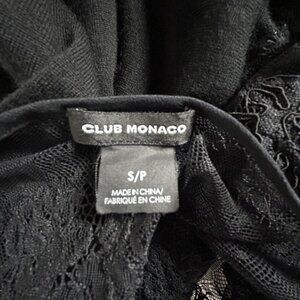 CLUB MONACO
S/P
MADE IN CHINA/
FABRIQUÉ EN CHINE